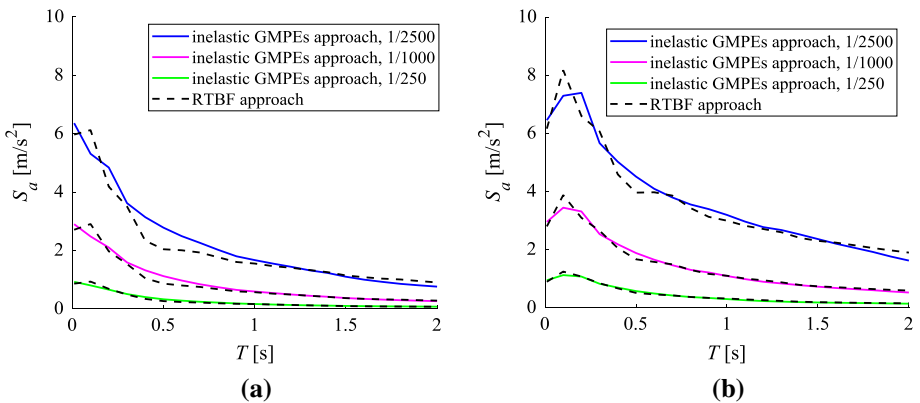 10
8
6
4
2
0
S_a [m/s²]
inelastic GMPEs approach, 1/2500
inelastic GMPEs approach, 1/1000
inelastic GMPEs approach, 1/250
RTBF approach
0 0.5 1 1.5 2
T [s]
(a)
10
8
6
4
2
0
S_a [m/s²]
inelastic GMPEs approach, 1/2500
inelastic GMPEs approach, 1/1000
inelastic GMPEs approach, 1/250
RTBF approach
0 0.5 1 1.5 2
T [s]
(b)